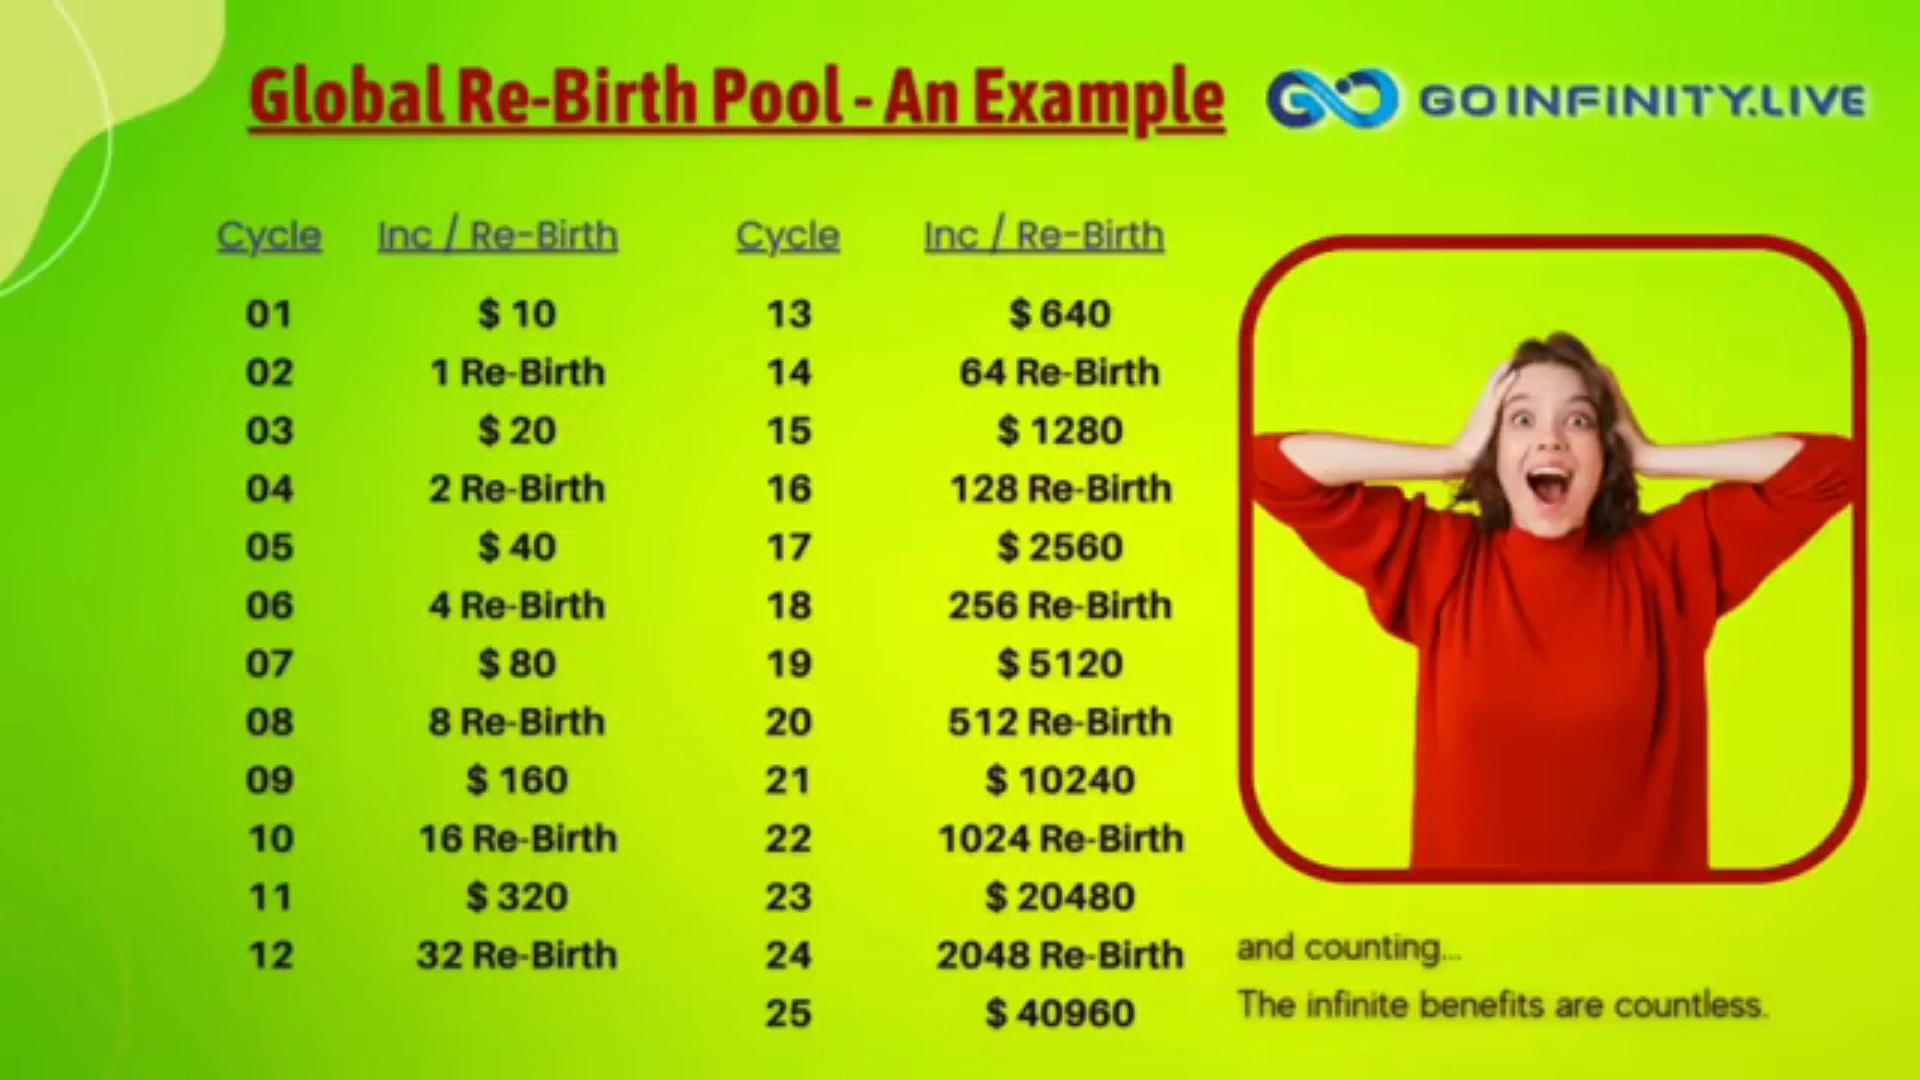 Global Re-Birth Pool - An Example
GOINFINITY.LIVE
Cycle Inc / Re-Birth Cycle Inc / Re-Birth
01 $ 10 13 $ 640
02 1 Re-Birth 14 64 Re-Birth
03 $ 20 15 $ 1280
04 2 Re-Birth 16 128 Re-Birth
05 $ 40 17 $ 2560
06 4 Re-Birth 18 256 Re-Birth
07 $ 80 19 $ 5120
08 8 Re-Birth 20 512 Re-Birth
09 $ 160 21 $ 10240
10 16 Re-Birth 22 1024 Re-Birth
11 $ 320 23 $ 20480
12 32 Re-Birth 24 2048 Re-Birth
25 $ 40960
and counting...
The infinite benefits are countless.